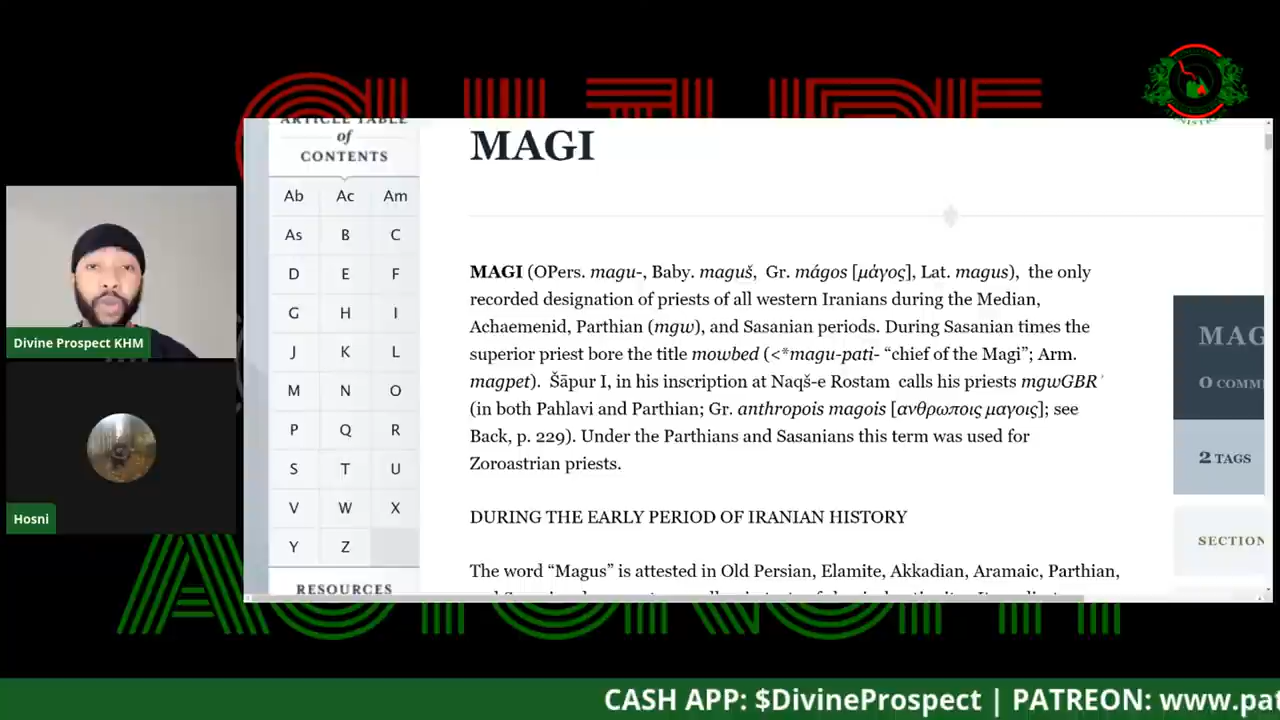 ARTICLE TABLE
of
CONTENTS
Ab Ac Am
As B C
D E F
G H I
J K L
M N O
P Q R
S T U
V W X
Y Z
RESOURCES
MAGI
MAGI (OPers. magu-, Baby. maguš, Gr. mágos [μάγος], Lat. magus), the only
recorded designation of priests of all western Iranians during the Median,
Achaemenid, Parthian (mgw), and Sasanian periods. During Sasanian times the
superior priest bore the title mowbed (<*magu-pati- “chief of the Magi”; Arm.
magpet). Šāpur I, in his inscription at Naqš-e Rostam calls his priests mgwGBRʾ
(in both Pahlavi and Parthian; Gr. anthropois magois [ανθρωποις μαγοις]; see
Back, p. 229). Under the Parthians and Sasanians this term was used for
Zoroastrian priests.
DURING THE EARLY PERIOD OF IRANIAN HISTORY
The word “Magus” is attested in Old Persian, Elamite, Akkadian, Aramaic, Parthian,
MAG
0 COMM
2 TAGS
SECTION
Divine Prospect KHM
Hosni
CASH APP: $DivineProspect | PATREON: www.pat